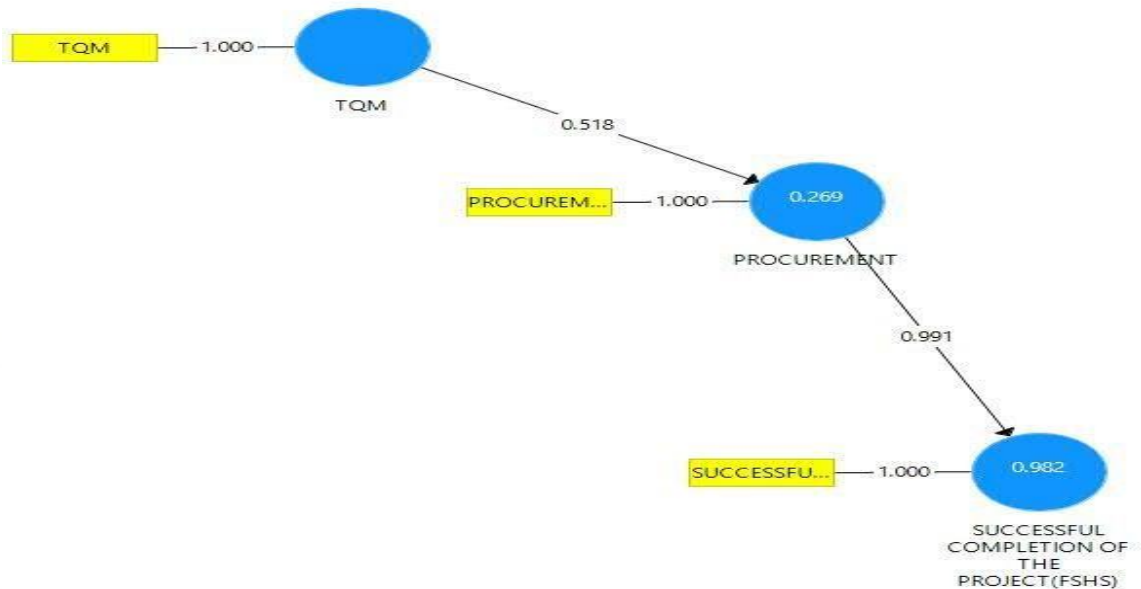 TQM
1.000
TQM
0.518
PROCUREM...
1.000
0.269
PROCUREMENT
0.991
SUCCESSFU...
1.000
0.982
SUCCESSFUL
COMPLETION OF
THE
PROJECT(FSHS)